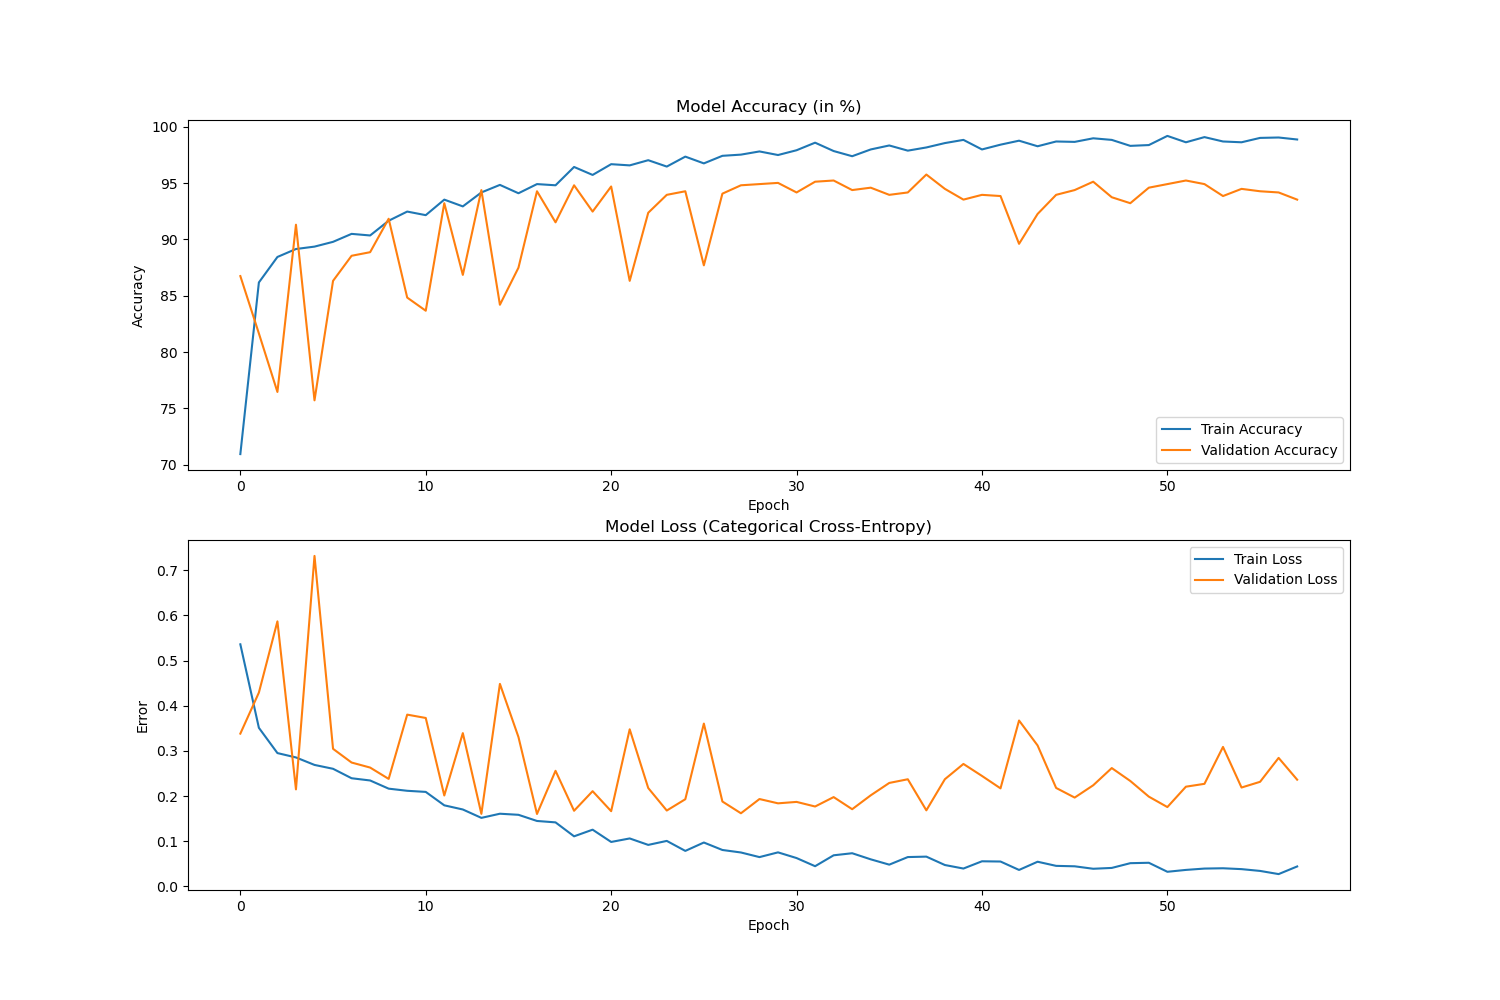 Model Accuracy (in %)
100
95
90
85
80
75
70
Accuracy
Train Accuracy
Validation Accuracy
0 10 20 30 40 50
Epoch
Model Loss (Categorical Cross-Entropy)
0.7
0.6
0.5
0.4
0.3
0.2
0.1
0.0
Error
Train Loss
Validation Loss
0 10 20 30 40 50
Epoch